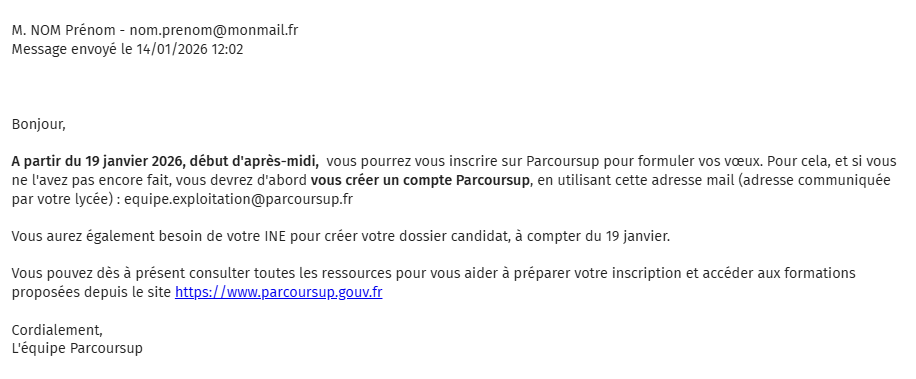 M. NOM Prénom - nom.prenom@monmail.fr
Message envoyé le 14/01/2026 12:02
Bonjour,
A partir du 19 janvier 2026, début d'après-midi, vous pourrez vous inscrire sur Parcoursup pour formuler vos vœux. Pour cela, et si vous
ne l'avez pas encore fait, vous devrez d'abord vous créer un compte Parcoursup, en utilisant cette adresse mail (adresse communiquée
par votre lycée) : equipe.exploitation@parcoursup.fr
Vous aurez également besoin de votre INE pour créer votre dossier candidat, à compter du 19 janvier.
Vous pouvez dès à présent consulter toutes les ressources pour vous aider à préparer votre inscription et accéder aux formations
proposées depuis le site https://www.parcoursup.gouv.fr
Cordialement,
L'équipe Parcoursup